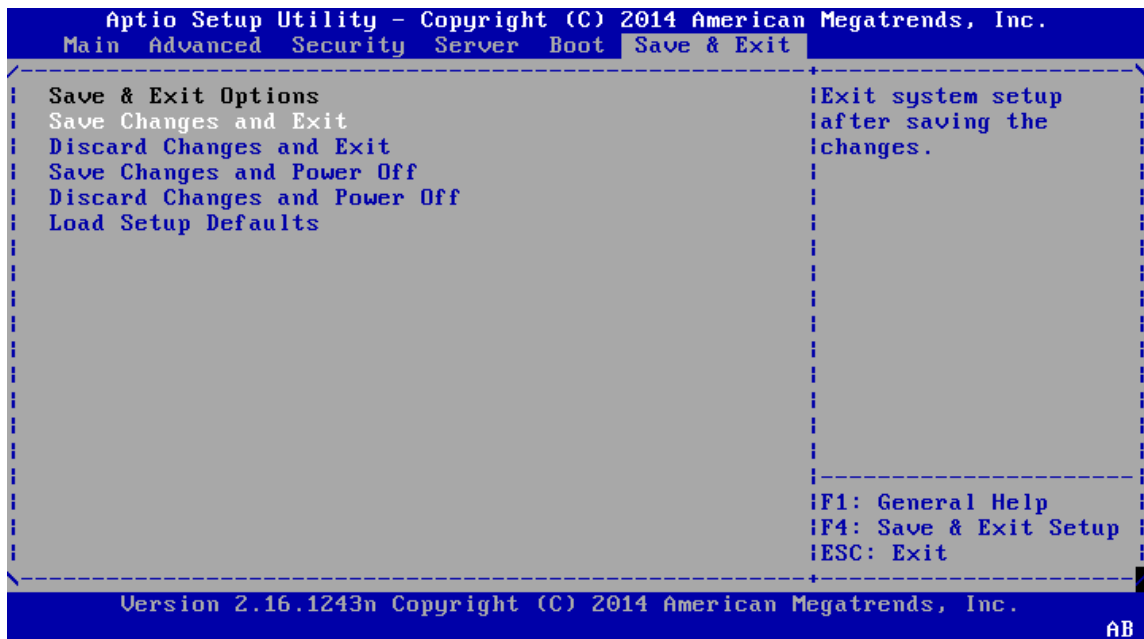 Aptio Setup Utility – Copyright (C) 2014 American Megatrends, Inc.
Main Advanced Security Server Boot Save & Exit
Save & Exit Options
Save Changes and Exit
Discard Changes and Exit
Save Changes and Power Off
Discard Changes and Power Off
Load Setup Defaults
Exit system setup
after saving the
changes.
F1: General Help
F4: Save & Exit Setup
ESC: Exit
Version 2.16.1243n Copyright (C) 2014 American Megatrends, Inc.
AB